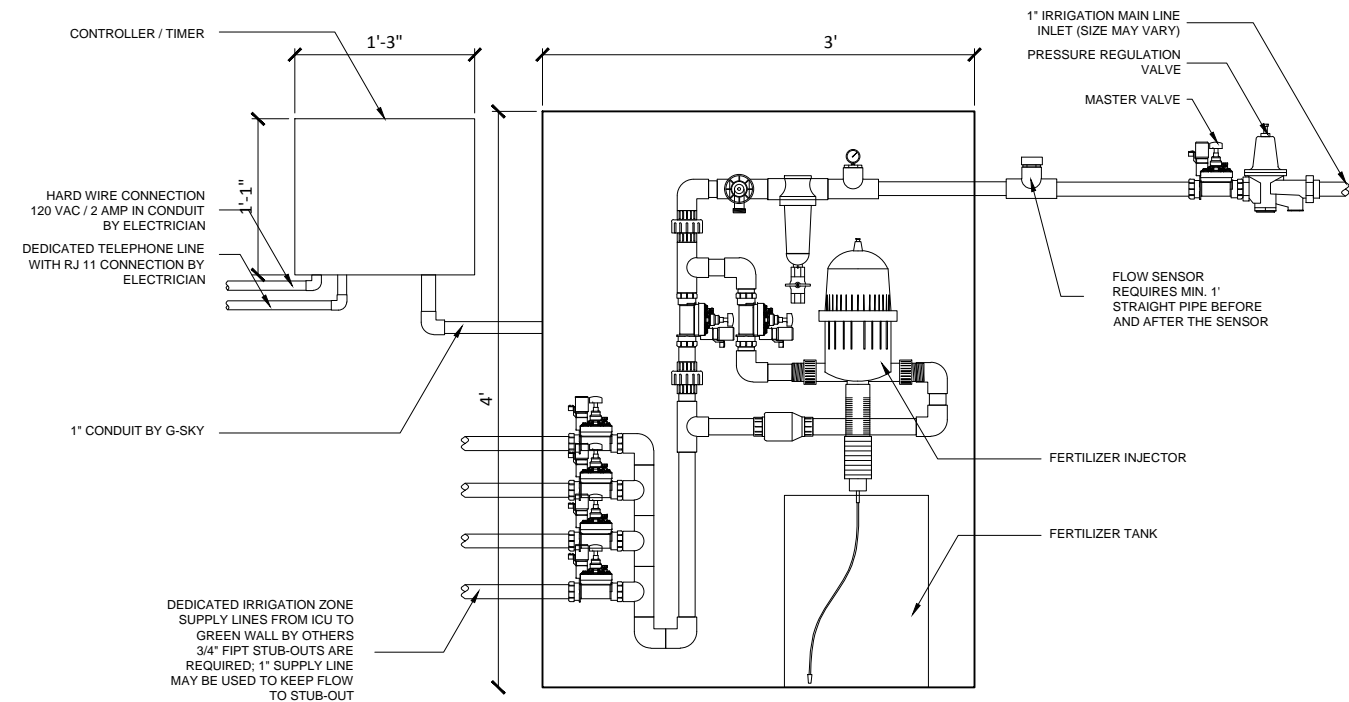 CONTROLLER / TIMER
1'-3"
3'
1" IRRIGATION MAIN LINE
INLET (SIZE MAY VARY)
PRESSURE REGULATION
VALVE
MASTER VALVE
HARD WIRE CONNECTION
120 VAC / 2 AMP IN CONDUIT
BY ELECTRICIAN
1'-1"
DEDICATED TELEPHONE LINE
WITH RJ 11 CONNECTION BY
ELECTRICIAN
FLOW SENSOR
REQUIRES MIN. 1'
STRAIGHT PIPE BEFORE
AND AFTER THE SENSOR
4'
1" CONDUIT BY G-SKY
FERTILIZER INJECTOR
FERTILIZER TANK
DEDICATED IRRIGATION ZONE
SUPPLY LINES FROM ICU TO
GREEN WALL BY OTHERS
3/4" FIPT STUB-OUTS ARE
REQUIRED; 1" SUPPLY LINE
MAY BE USED TO KEEP FLOW
TO STUB-OUT